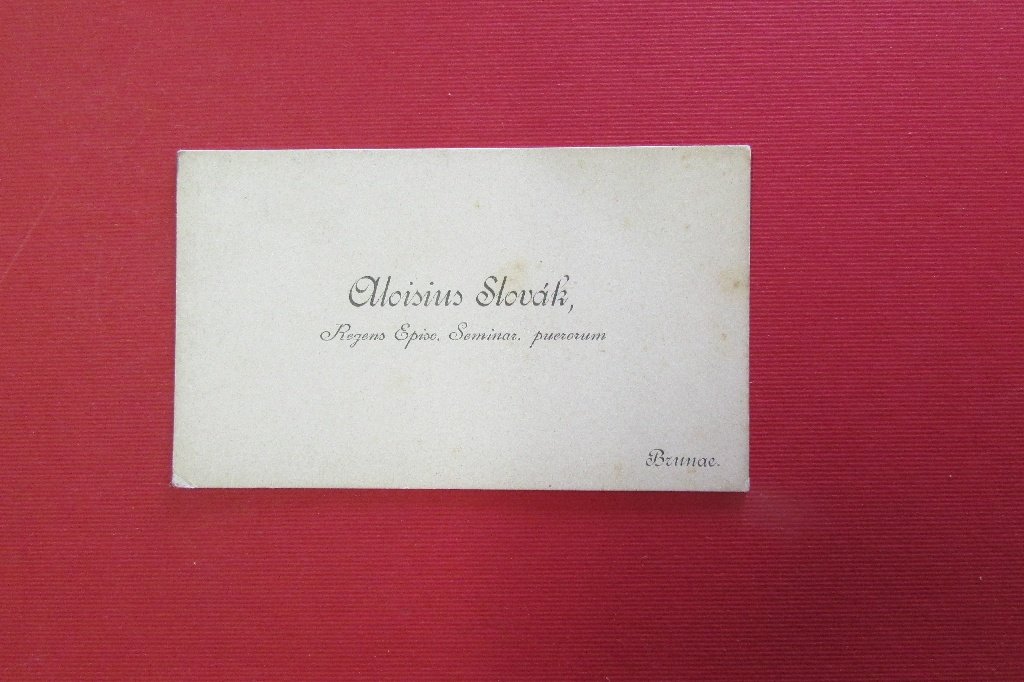 Aloisius Slovák,
Regens Episc. Seminar. puerorum
Brunae.